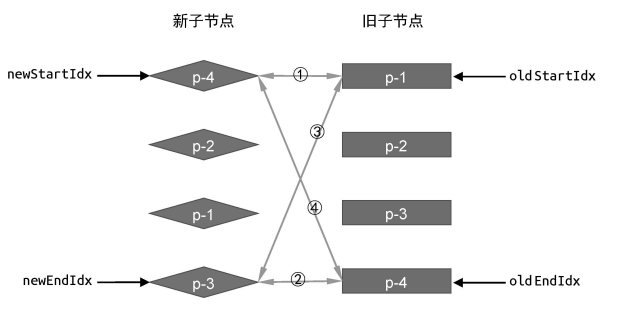 新子节点 旧子节点
newStartIdx p-4 ① p-1 oldStartIdx
③
p-2 p-2
④
p-1 p-3
newEndIdx p-3 ② p-4 oldEndIdx